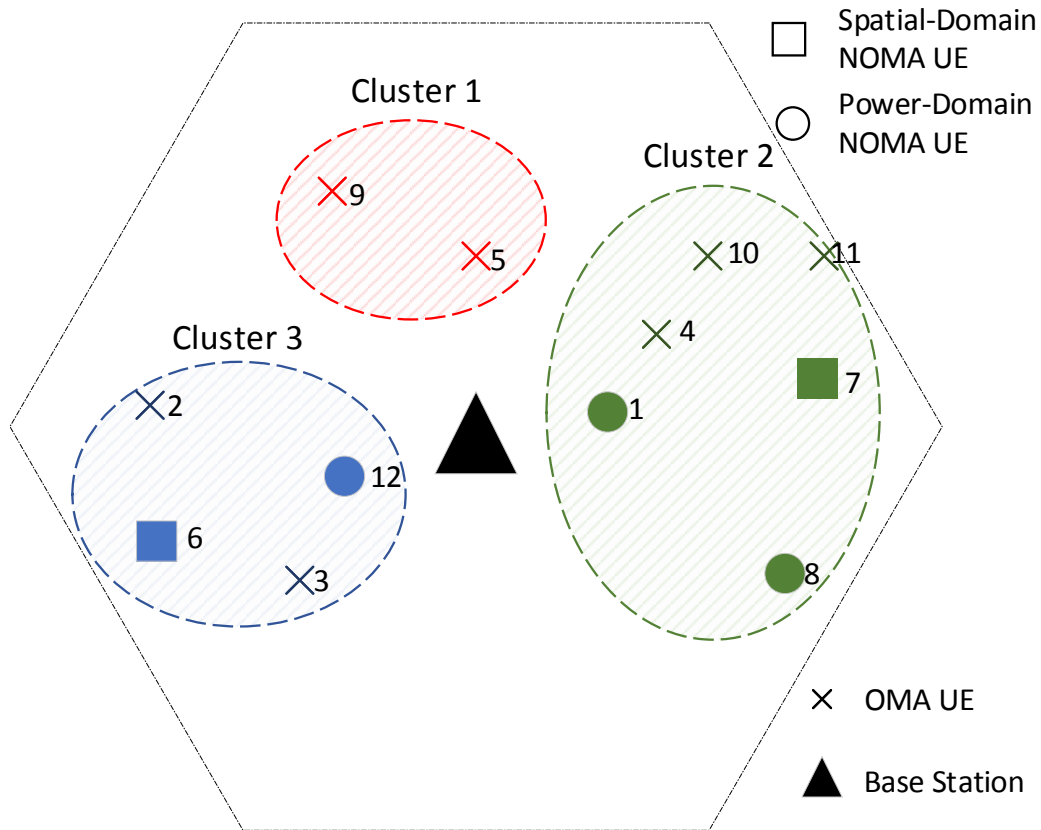 Spatial-Domain
NOMA UE
Power-Domain
NOMA UE
Cluster 1
Cluster 2
9
5
10
11
4
Cluster 3
7
2
1
12
6
8
3
OMA UE
Base Station